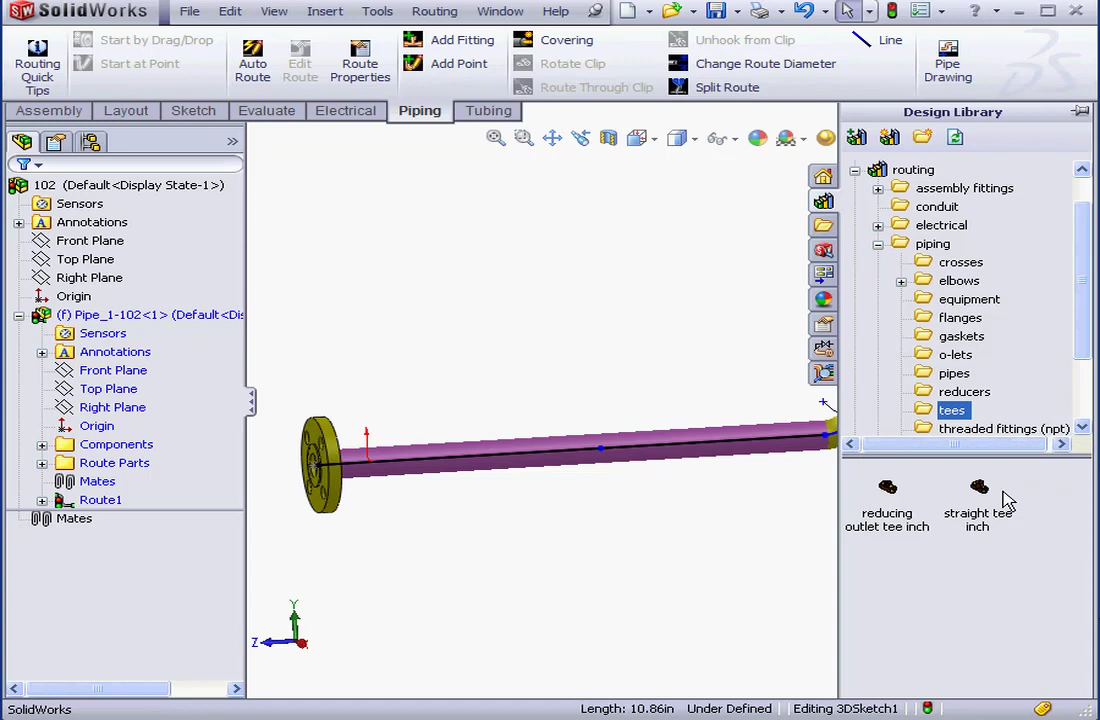 SolidWorks File Edit View Insert Tools Routing Window Help
Routing Quick Tips
Start by Drag/Drop
Start at Point
Auto Route
Edit Route
Route Properties
Add Fitting
Add Point
Covering
Rotate Clip
Route Through Clip
Unhook from Clip
Change Route Diameter
Split Route
Line
Pipe Drawing
Assembly Layout Sketch Evaluate Electrical Piping Tubing
102 (Default<Display State-1>)
Sensors
Annotations
Front Plane
Top Plane
Right Plane
Origin
(f) Pipe_1-102<1> (Default<Dis
Sensors
Annotations
Front Plane
Top Plane
Right Plane
Origin
Components
Route Parts
Mates
Route1
Mates
Y
Z
Design Library
routing
assembly fittings
conduit
electrical
piping
crosses
elbows
equipment
flanges
gaskets
o-lets
pipes
reducers
tees
threaded fittings (npt)
reducing
outlet tee inch
straight tee
inch
SolidWorks
Length: 10.86in Under Defined Editing 3DSketch1